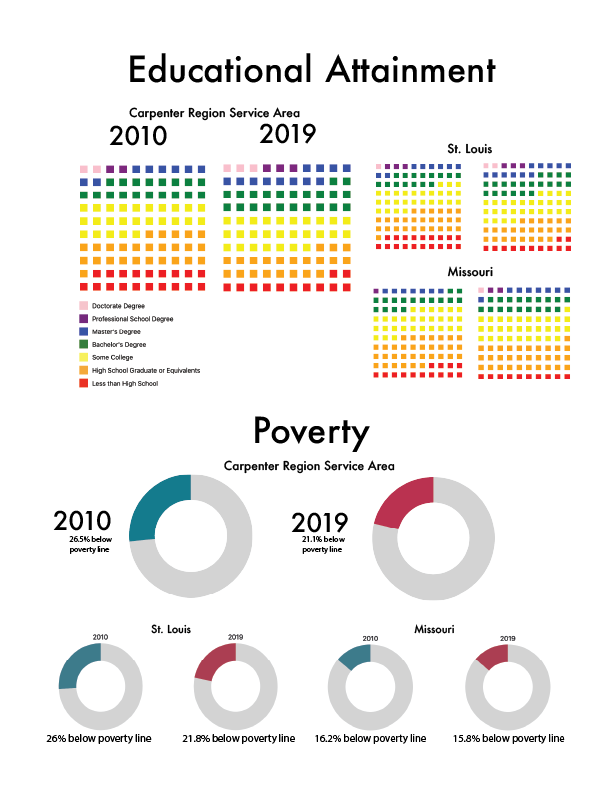 Educational Attainment
Carpenter Region Service Area
2010
2019
St. Louis
Missouri
Doctorate Degree
Professional School Degree
Master's Degree
Bachelor's Degree
Some College
High School Graduate or Equivalents
Less than High School
Poverty
Carpenter Region Service Area
2010
26.5% below
poverty line
2019
21.1% below
poverty line
St. Louis
Missouri
2010
2019
2010
2019
26% below poverty line
21.8% below poverty line
16.2% below poverty line
15.8% below poverty line